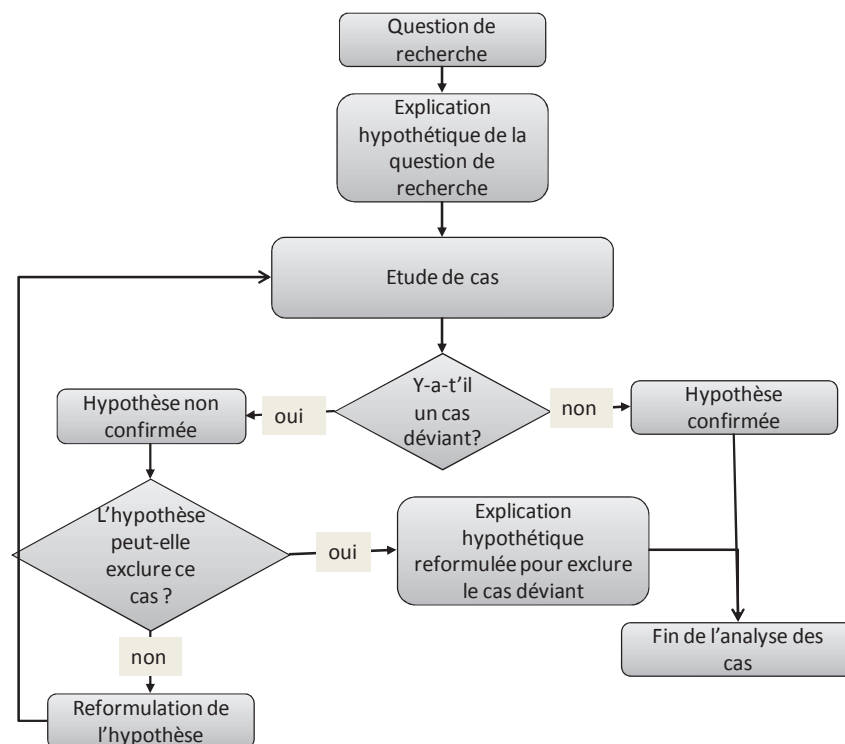 Question de
recherche
Explication
hypothétique de la
question de
recherche
Etude de cas
Y-a-t'il
un cas
déviant?
oui
non
Hypothèse non
confirmée
Hypothèse
confirmée
L'hypothèse
peut-elle
exclure ce
cas ?
oui
Explication
hypothétique
reformulée pour exclure
le cas déviant
non
Fin de l'analyse des
cas
Reformulation de
l'hypothèse